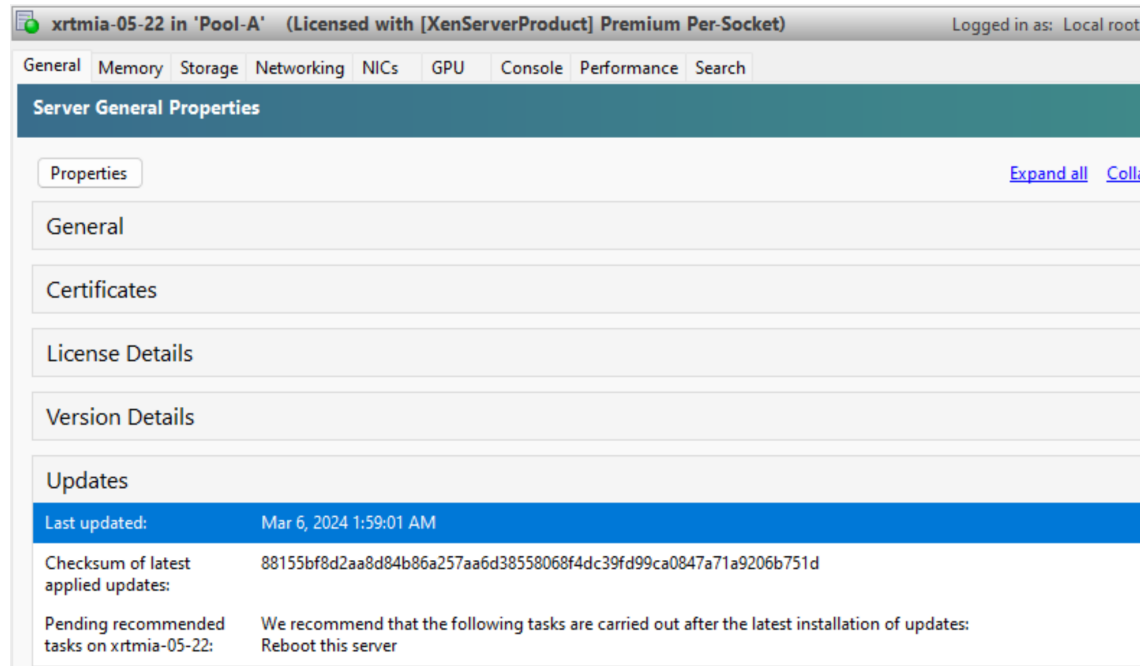 xrtmia-05-22 in 'Pool-A' (Licensed with [XenServerProduct] Premium Per-Socket) Logged in as: Local root
General Memory Storage Networking NICs GPU Console Performance Search
Server General Properties
Properties Expand all Colla
General
Certificates
License Details
Version Details
Updates
Last updated: Mar 6, 2024 1:59:01 AM
Checksum of latest 88155bf8d2aa8d84b86a257aa6d38558068f4dc39fd99ca0847a71a9206b751d
applied updates:
Pending recommended We recommend that the following tasks are carried out after the latest installation of updates:
tasks on xrtmia-05-22: Reboot this server